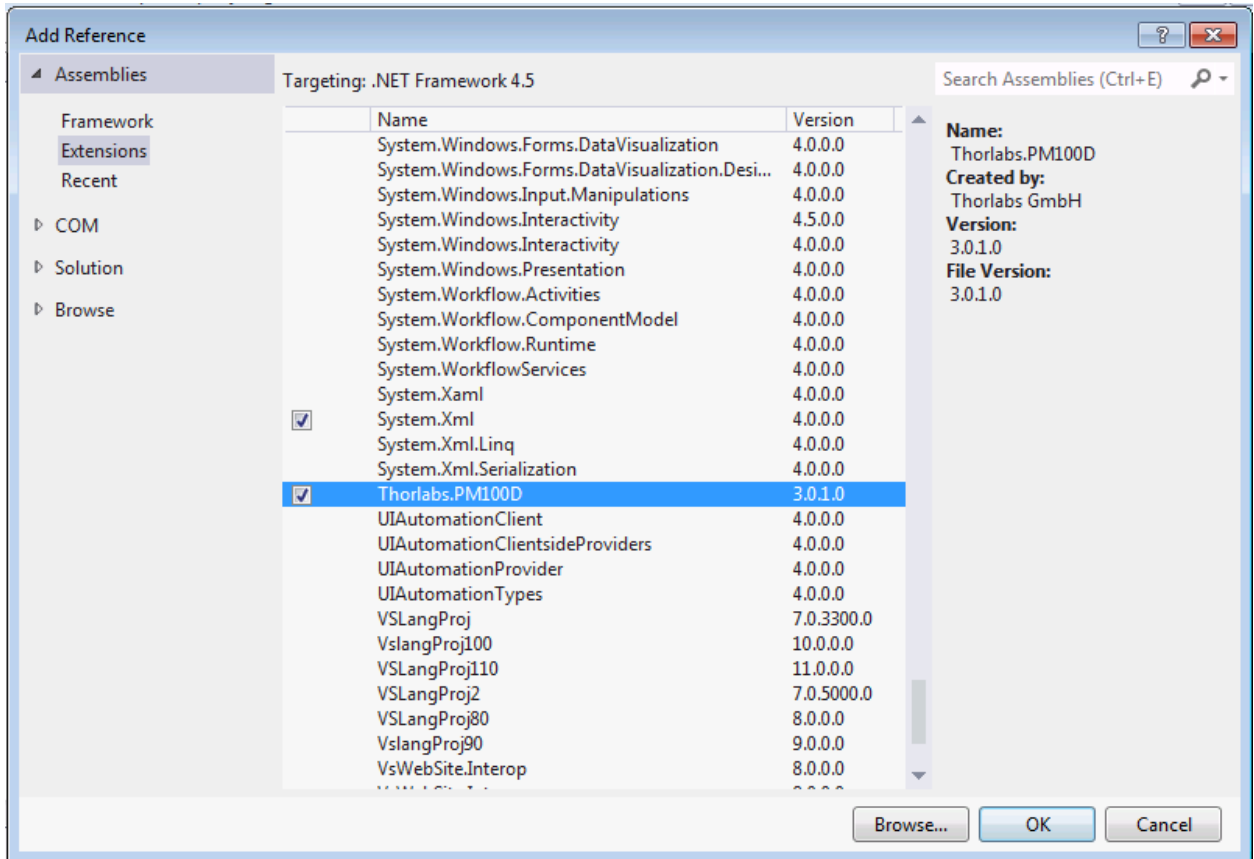 Add Reference
Assemblies
Framework
Extensions
Recent
COM
Solution
Browse
Targeting: .NET Framework 4.5
Search Assemblies (Ctrl+E)
Name Version
System.Windows.Forms.DataVisualization 4.0.0.0
System.Windows.Forms.DataVisualization.Desi... 4.0.0.0
System.Windows.Input.Manipulations 4.0.0.0
System.Windows.Interactivity 4.5.0.0
System.Windows.Interactivity 4.0.0.0
System.Windows.Presentation 4.0.0.0
System.Workflow.Activities 4.0.0.0
System.Workflow.ComponentModel 4.0.0.0
System.Workflow.Runtime 4.0.0.0
System.WorkflowServices 4.0.0.0
System.Xaml 4.0.0.0
System.Xml 4.0.0.0
System.Xml.Linq 4.0.0.0
System.Xml.Serialization 4.0.0.0
Thorlabs.PM100D 3.0.1.0
UIAutomationClient 4.0.0.0
UIAutomationClientsideProviders 4.0.0.0
UIAutomationProvider 4.0.0.0
UIAutomationTypes 4.0.0.0
VSLangProj 7.0.3300.0
VslangProj100 10.0.0.0
VSLangProj110 11.0.0.0
VSLangProj2 7.0.5000.0
VSLangProj80 8.0.0.0
VslangProj90 9.0.0.0
VsWebSite.Interop 8.0.0.0
Name:
Thorlabs.PM100D
Created by:
Thorlabs GmbH
Version:
3.0.1.0
File Version:
3.0.1.0
Browse... OK Cancel